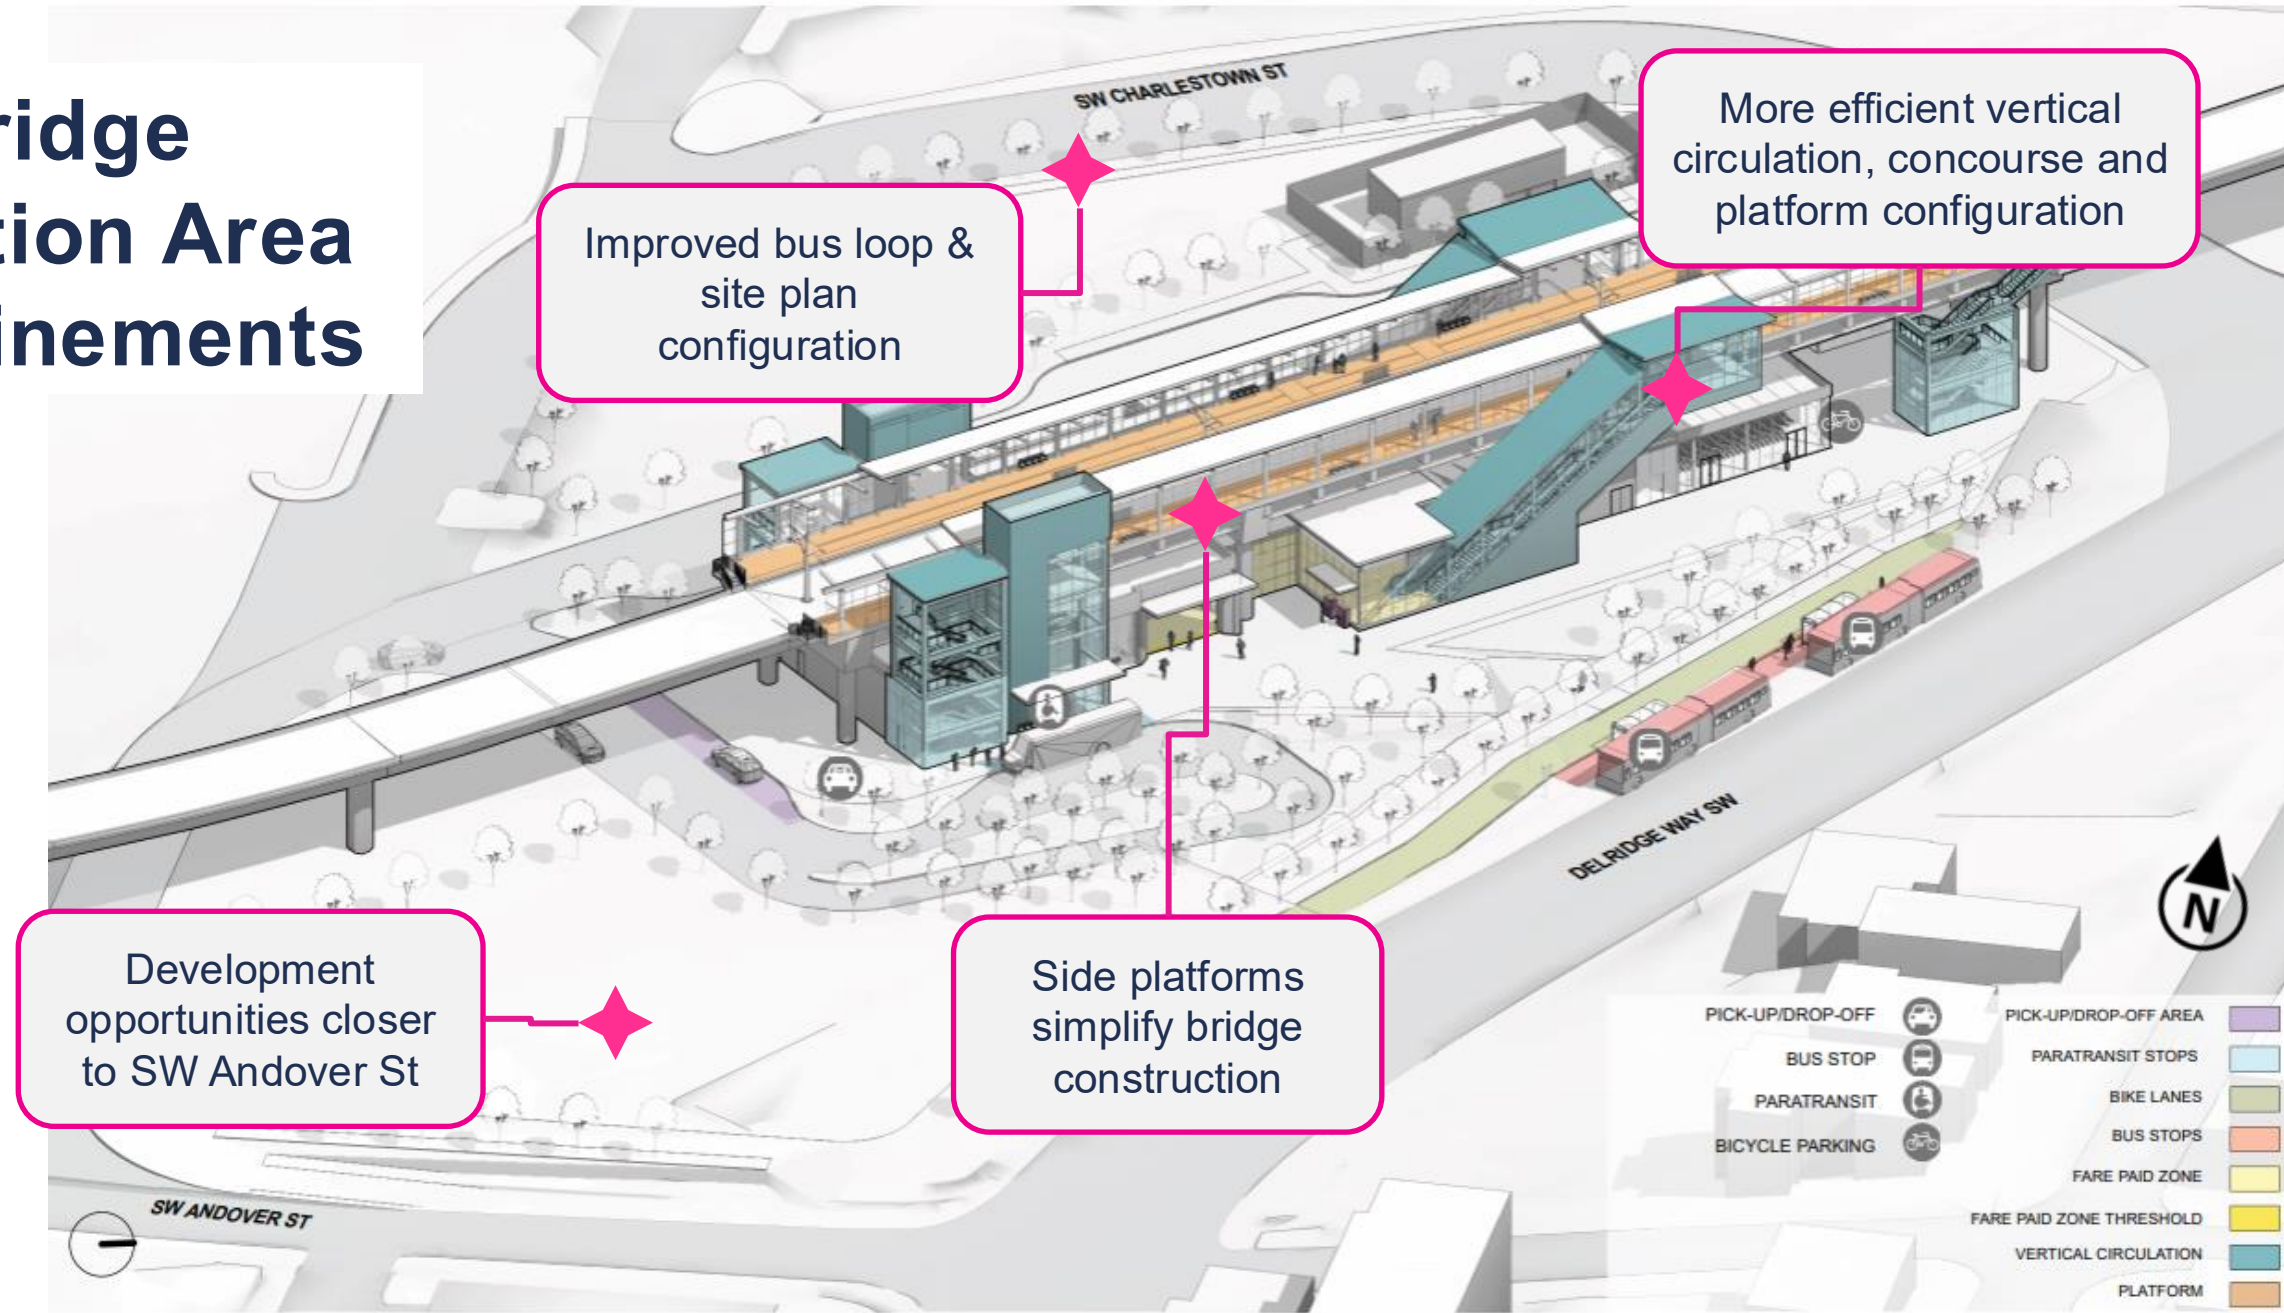 ridge
tion Area
inements
SW CHARLESTOWN ST
More efficient vertical
circulation, concourse and
platform configuration
Improved bus loop &
site plan
configuration
DELRIDGE WAY SW
N
Development
opportunities closer
to SW Andover St
Side platforms
simplify bridge
construction
SW ANDOVER ST
PICK-UP/DROP-OFF
BUS STOP
PARATRANSIT
BICYCLE PARKING
PICK-UP/DROP-OFF AREA
PARATRANSIT STOPS
BIKE LANES
BUS STOPS
FARE PAID ZONE
FARE PAID ZONE THRESHOLD
VERTICAL CIRCULATION
PLATFORM